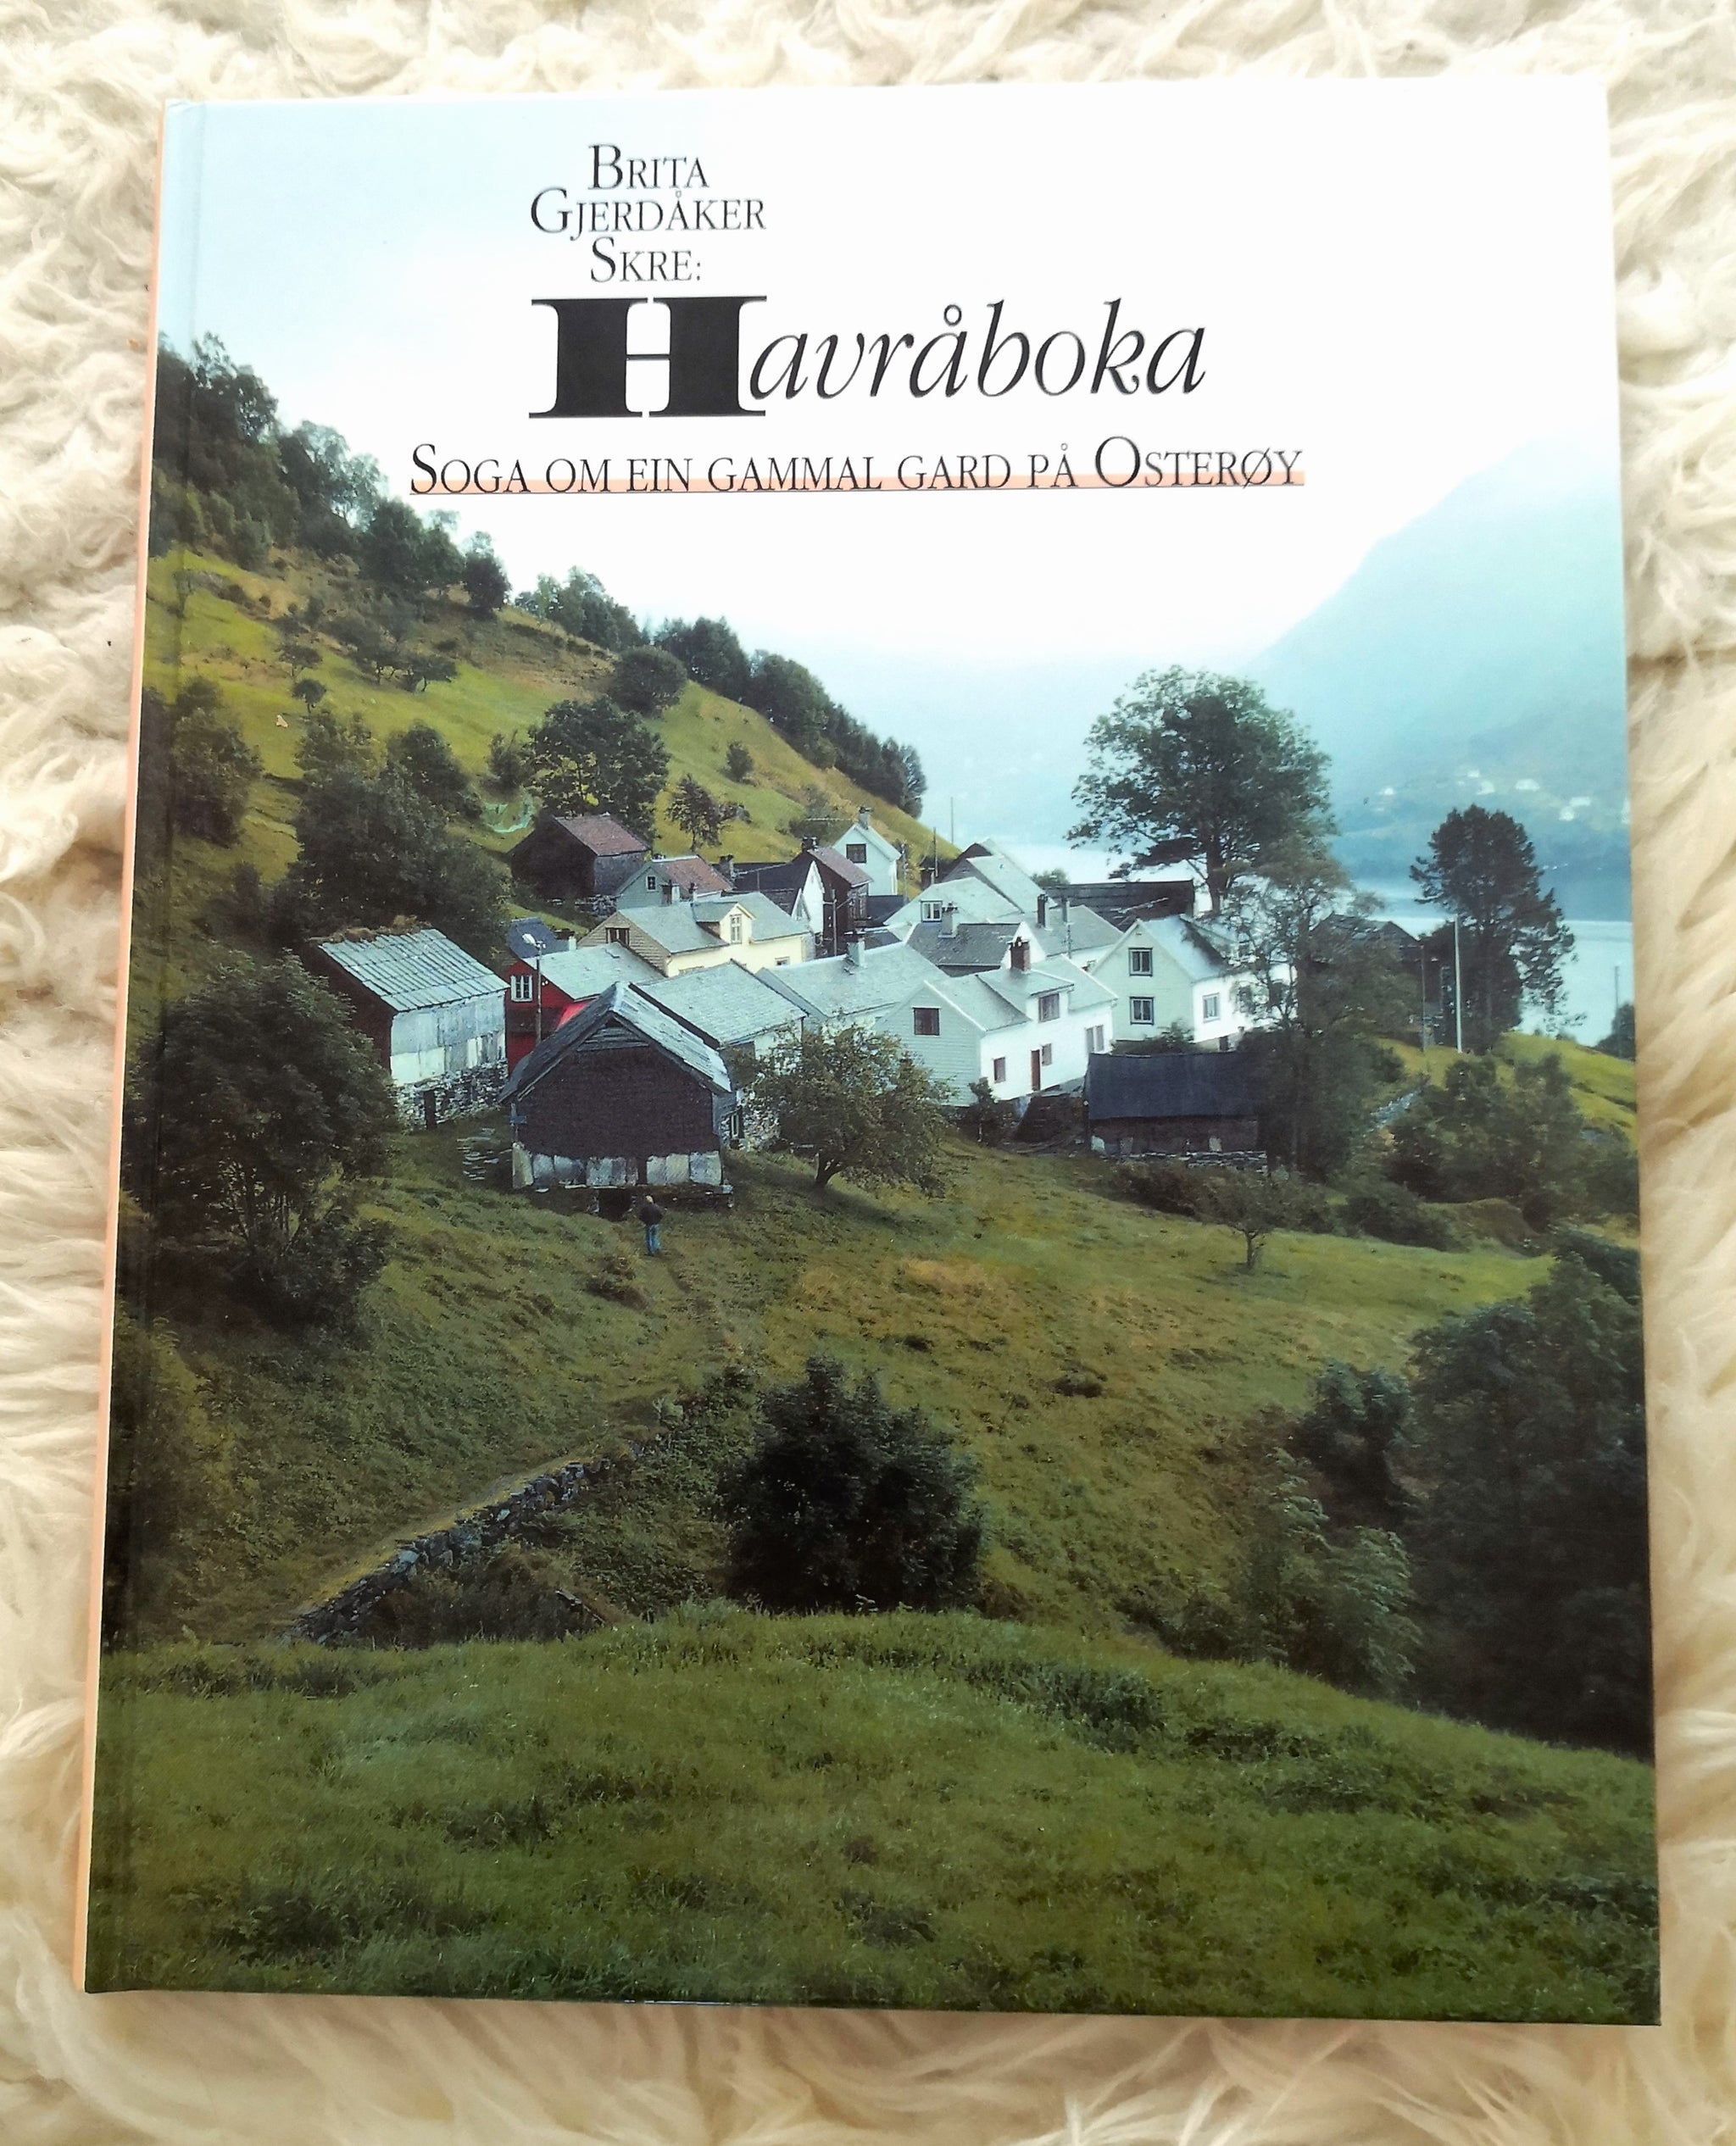 BRITA
GJERDÅKER
SKRE:
Havråboka
SOGA OM EIN GAMMAL GARD PÅ OSTERØY